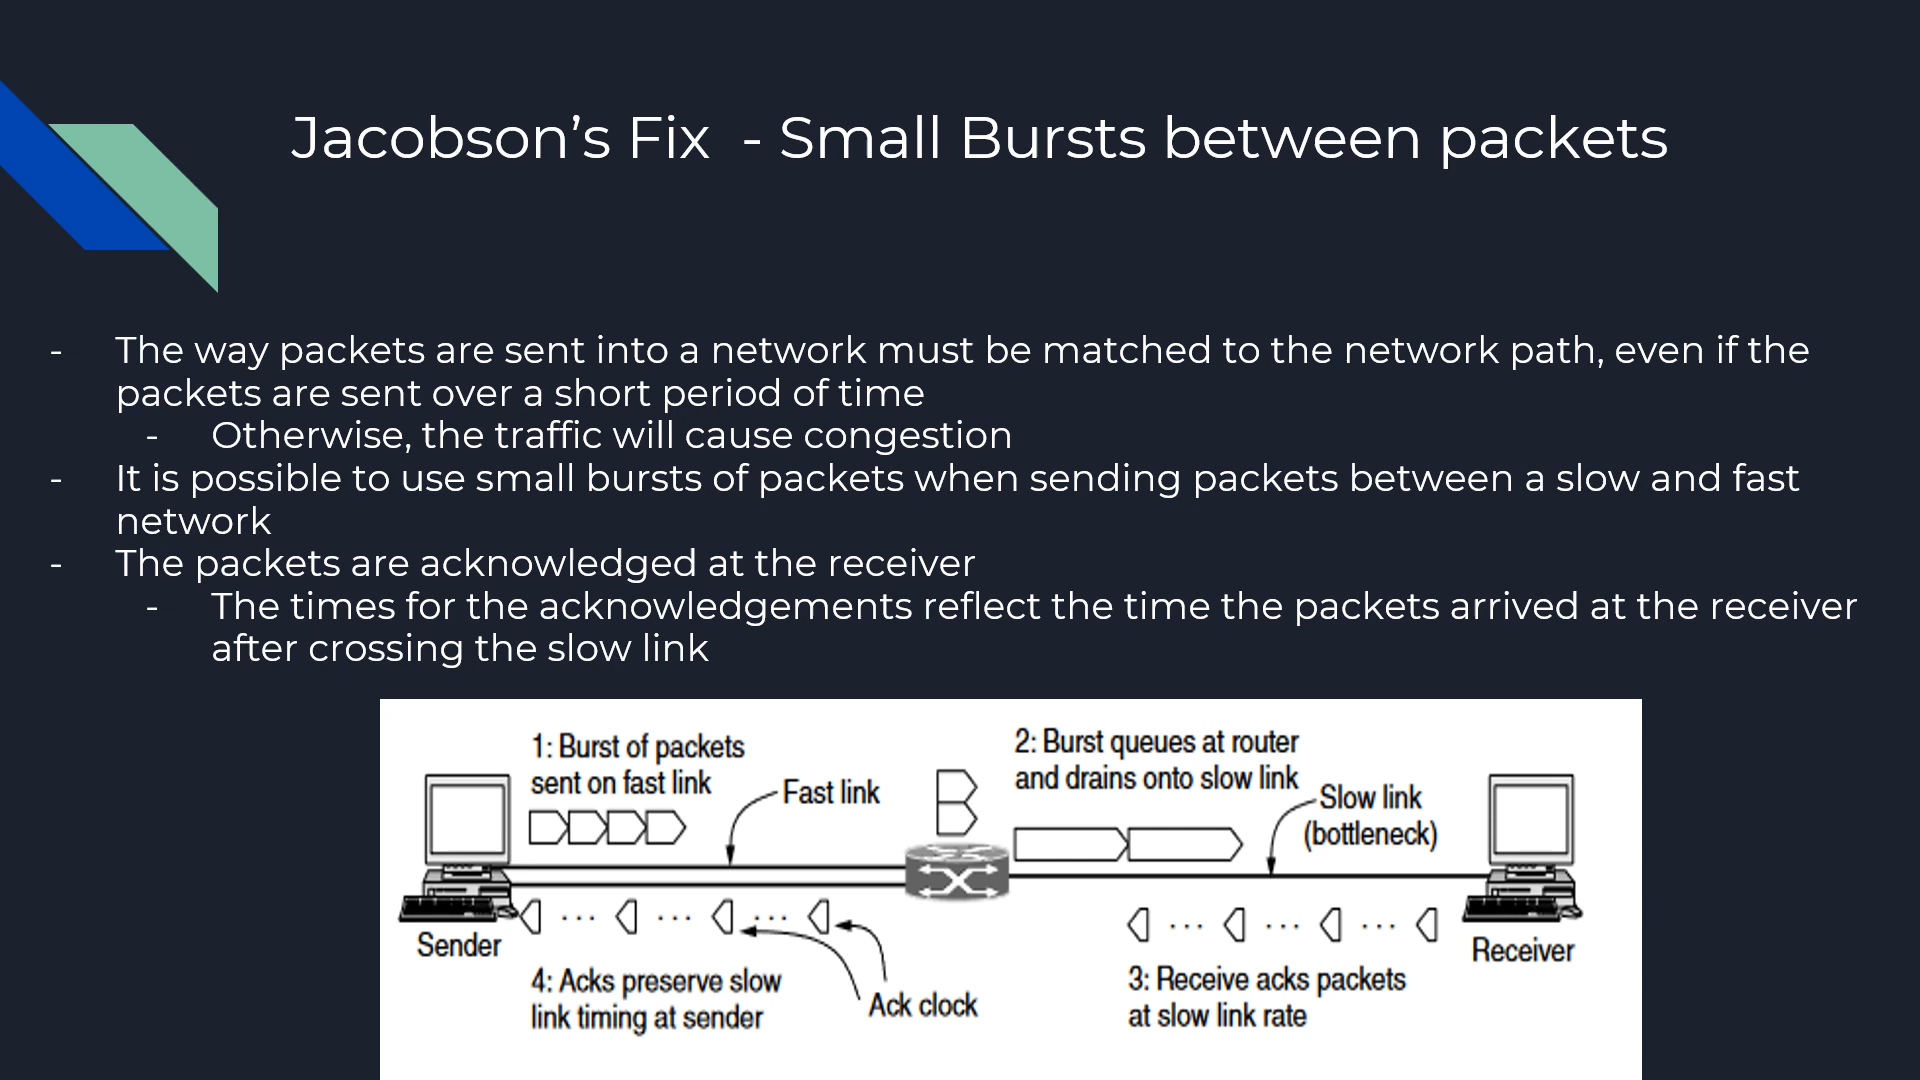 Jacobson’s Fix  - Small Bursts between packets
- The way packets are sent into a network must be matched to the network path, even if the
packets are sent over a short period of time
- Otherwise, the traffic will cause congestion
- It is possible to use small bursts of packets when sending packets between a slow and fast
network
- The packets are acknowledged at the receiver
- The times for the acknowledgements reflect the time the packets arrived at the receiver
after crossing the slow link
1: Burst of packets
sent on fast link
Fast link
2: Burst queues at router
and drains onto slow link
Slow link
(bottleneck)
Sender
Receiver
4: Acks preserve slow
link timing at sender
Ack clock
3: Receive acks packets
at slow link rate